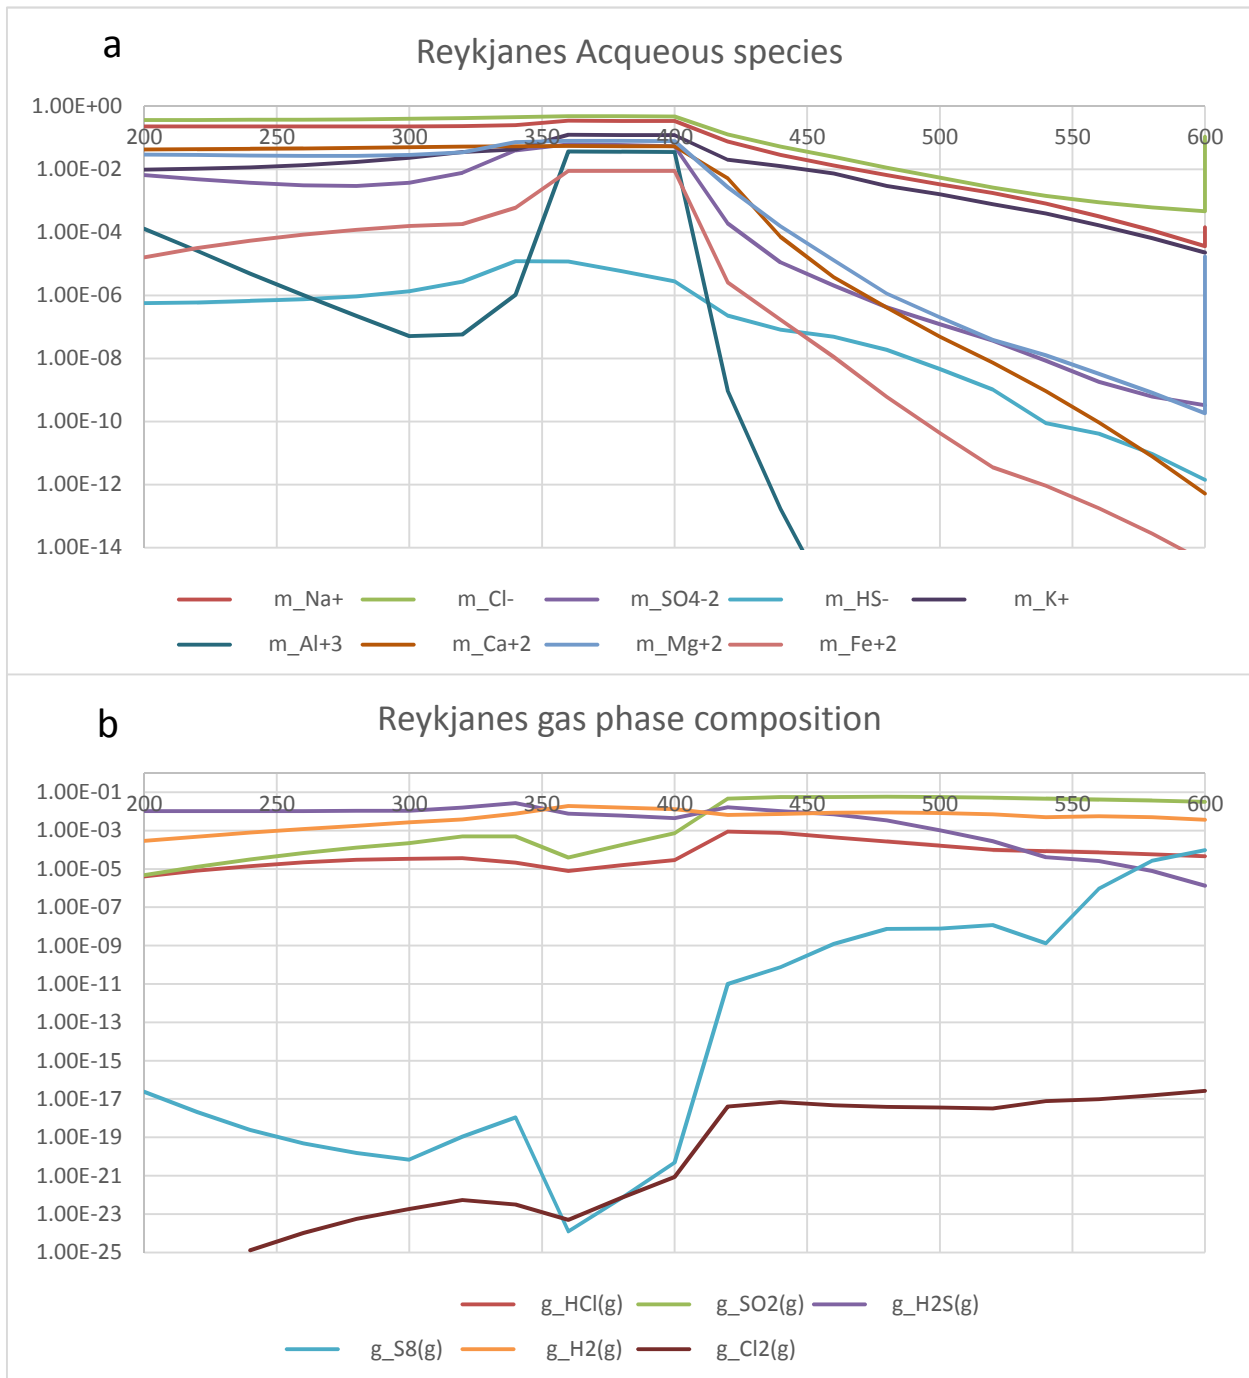 a
Reykjanes Acqueous species
1.00E+00
200 250 300 350 400 450 500 550 600
1.00E-02
1.00E-04
1.00E-06
1.00E-08
1.00E-10
1.00E-12
1.00E-14
m_Na+ m_Cl- m_SO4-2 m_HS- m_K+
m_Al+3 m_Ca+2 m_Mg+2 m_Fe+2
b
Reykjanes gas phase composition
1.00E-01
200 250 300 350 400 450 500 550 600
1.00E-03
1.00E-05
1.00E-07
1.00E-09
1.00E-11
1.00E-13
1.00E-15
1.00E-17
1.00E-19
1.00E-21
1.00E-23
1.00E-25
g_HCl(g) g_SO2(g) g_H2S(g)
g_S8(g) g_H2(g) g_Cl2(g)